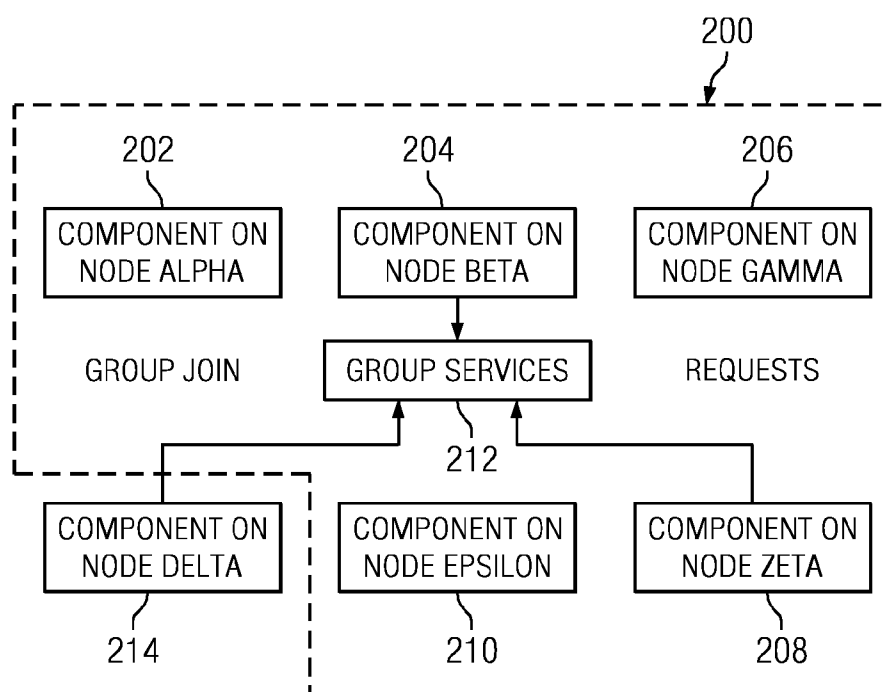 200
202
204
206
COMPONENT ON
NODE ALPHA
COMPONENT ON
NODE BETA
COMPONENT ON
NODE GAMMA
GROUP JOIN
GROUP SERVICES
REQUESTS
212
COMPONENT ON
NODE DELTA
COMPONENT ON
NODE EPSILON
COMPONENT ON
NODE ZETA
214
210
208